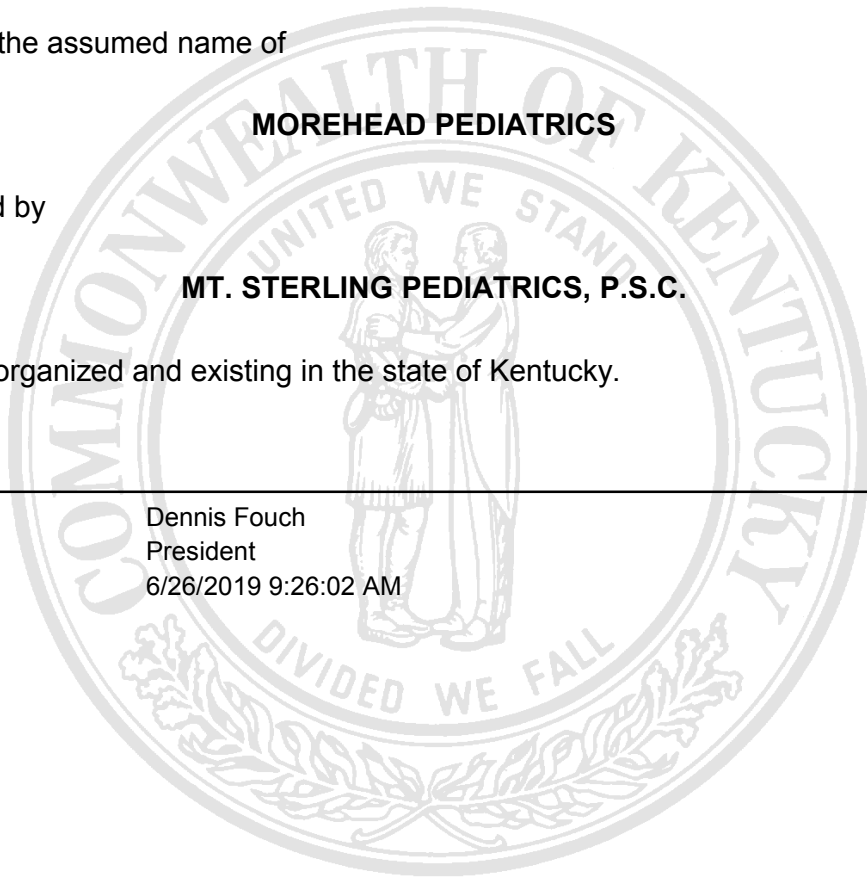 the assumed name of
MOREHEAD PEDIATRICS
d by
MT. STERLING PEDIATRICS, P.S.C.
organized and existing in the state of Kentucky.
Dennis Fouch
President
6/26/2019 9:26:02 AM
COMMONWEALTH OF KENTUCKY
UNITED WE STAND
DIVIDED WE FALL